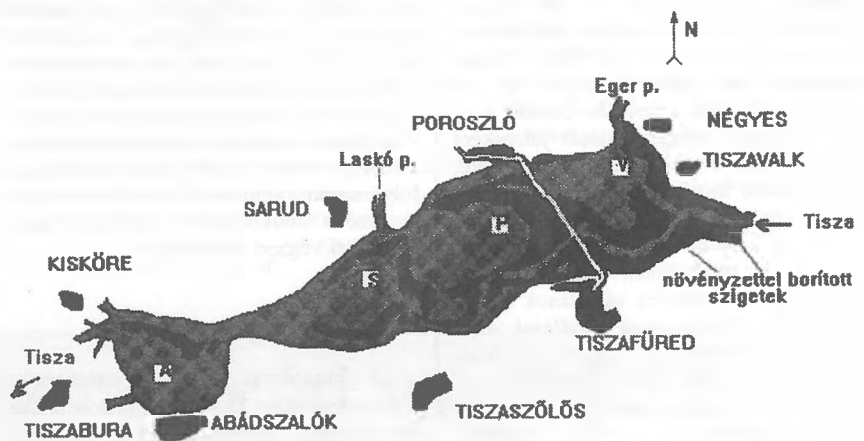 N
Eger p.
NÉGYES
POROSZLÓ
TISZAVALK
Laskó p.
V
SARUD
P
Tisza
KISKÖRE
S
növényzettel borított
szigetek
TISZAFÜRED
Tisza
A
TISZASZŐLŐS
TISZABURA
ABÁDSZALÓK